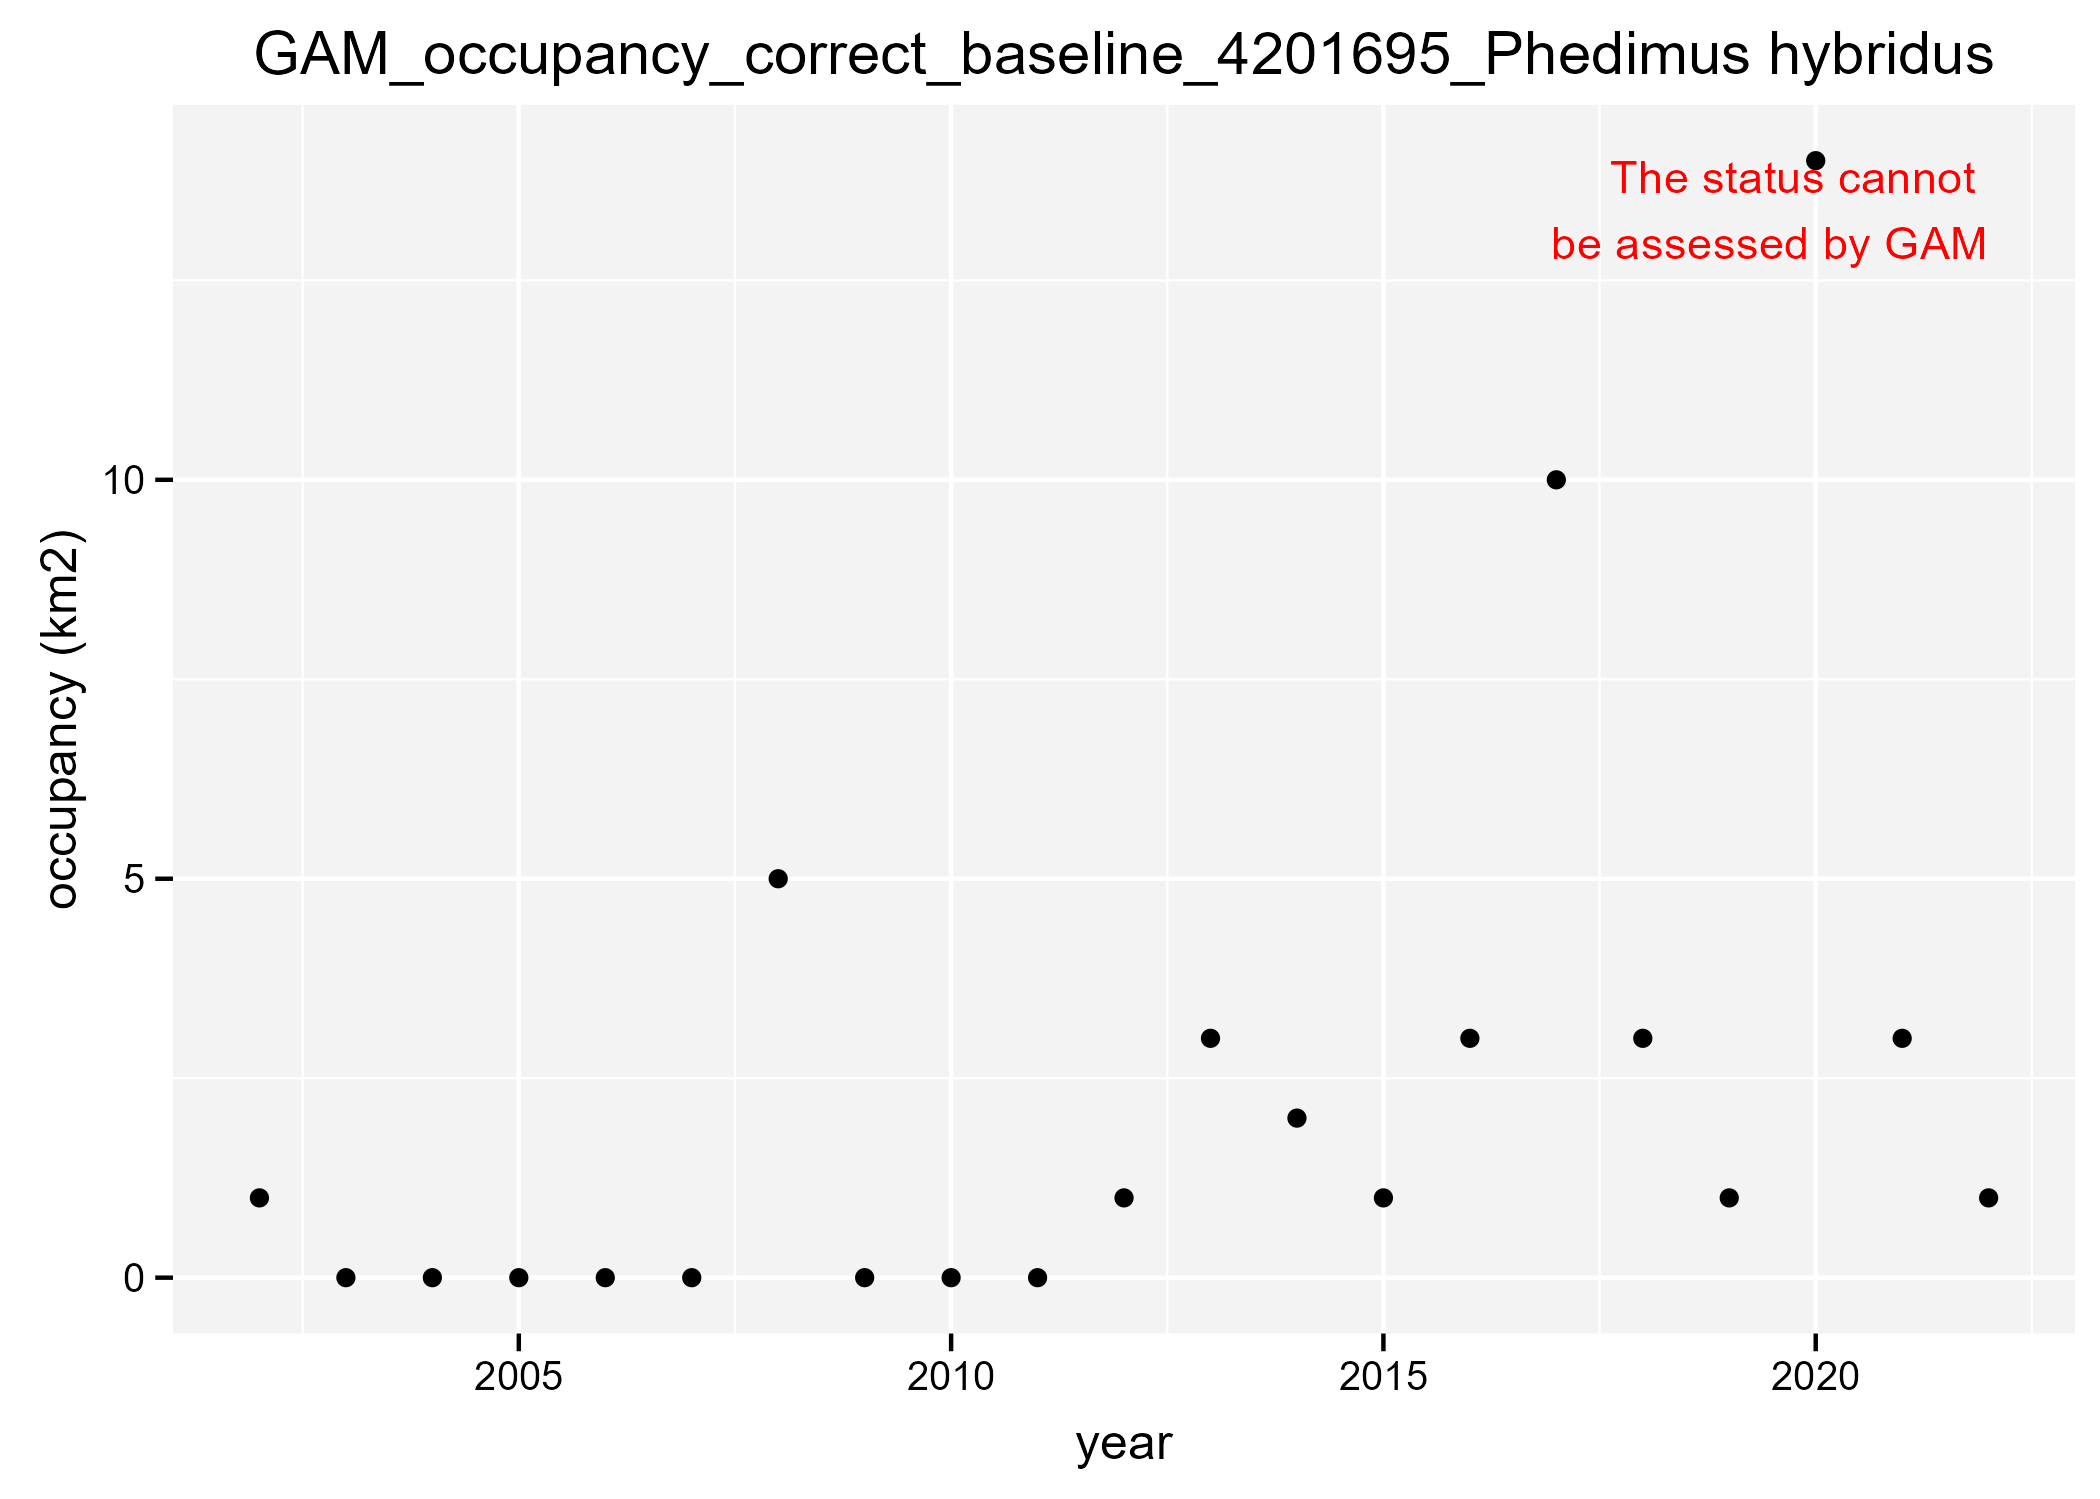 GAM_occupancy_correct_baseline_4201695_Phedimus hybridus
The status cannot
be assessed by GAM
occupancy (km2)
10
5
0
2005 2010 2015 2020
year